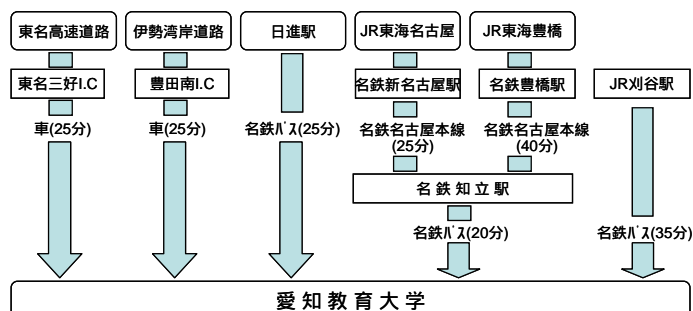 東名高速道路
伊勢湾岸道路
日進駅
JR東海名古屋
JR東海豊橋
東名三好I.C
豊田南I.C
名鉄新名古屋駅
名鉄豊橋駅
JR刈谷駅
車(25分)
車(25分)
名鉄ﾊﾞｽ(25分)
名鉄名古屋本線
(25分)
名鉄名古屋本線
(40分)
名鉄知立駅
名鉄ﾊﾞｽ(20分)
名鉄ﾊﾞｽ(35分)
愛知教育大学